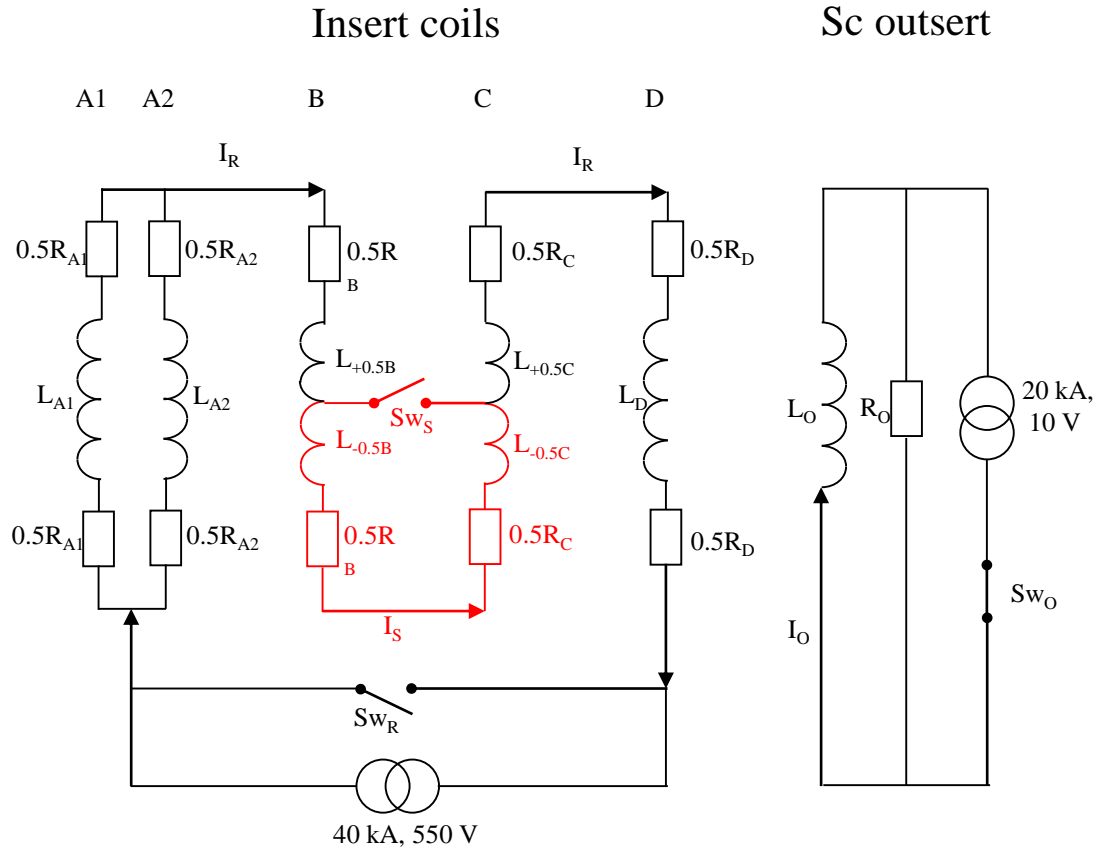 Insert coils
Sc outsert
A1 A2 B C D
I_R
I_R
0.5R_A1
0.5R_A2
0.5R
B
0.5R_C
0.5R_D
L_A1
L_A2
L_+0.5B
L_+0.5C
L_D
Sw_S
L_-0.5B
L_-0.5C
L_O
R_O
20 kA,
10 V
0.5R_A1
0.5R_A2
0.5R
B
0.5R_C
0.5R_D
I_S
I_O
Sw_O
Sw_R
40 kA, 550 V